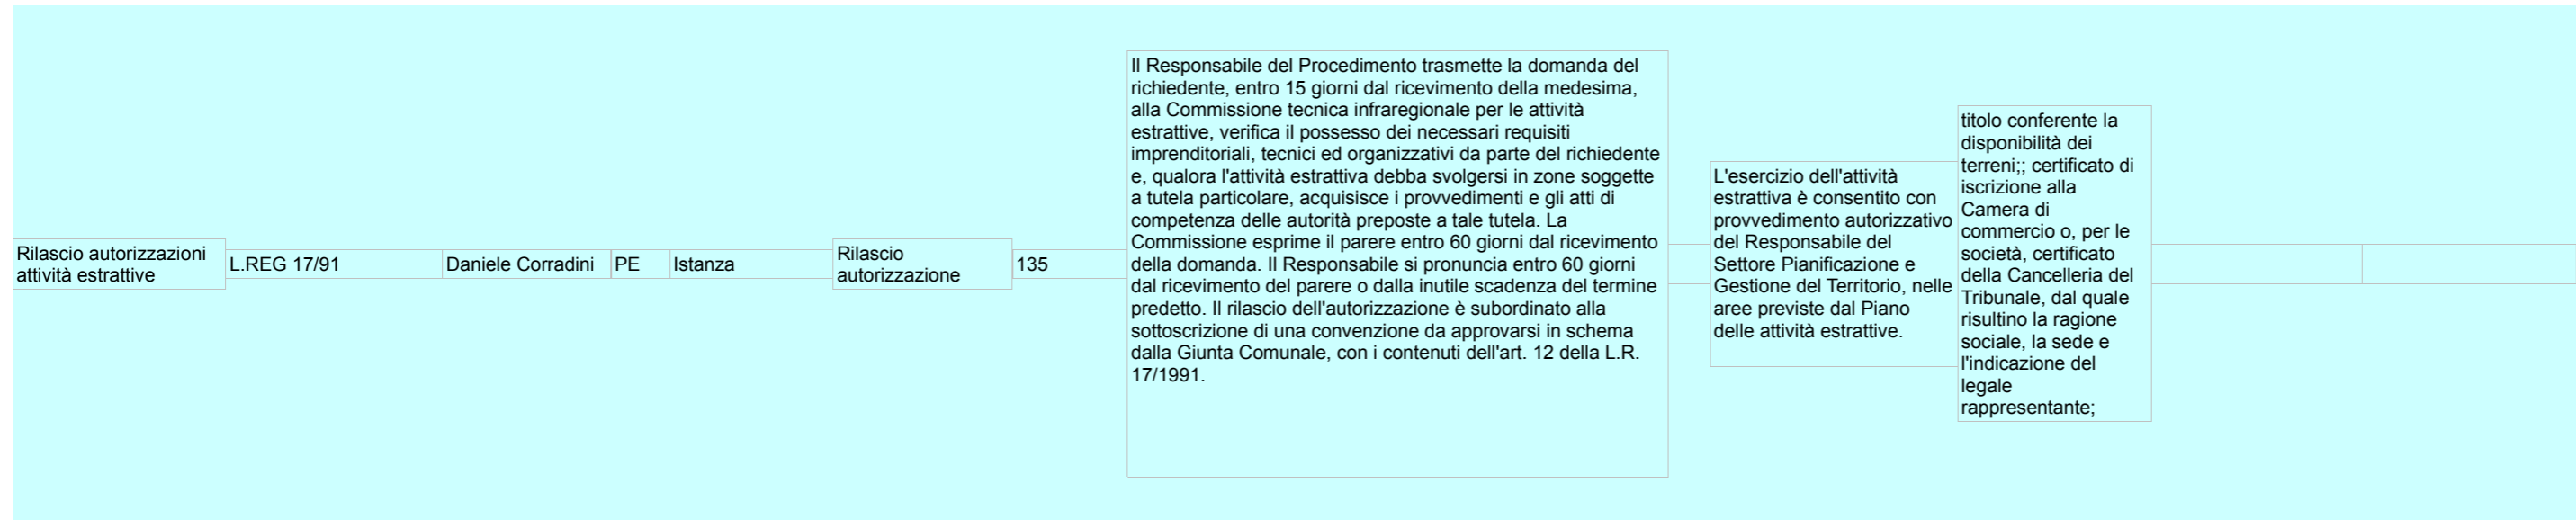 Rilascio autorizzazioni
attività estrattive
L.REG 17/91
Daniele Corradini
PE
Istanza
Rilascio
autorizzazione
135
Il Responsabile del Procedimento trasmette la domanda del
richiedente, entro 15 giorni dal ricevimento della medesima,
alla Commissione tecnica infraregionale per le attività
estrattive, verifica il possesso dei necessari requisiti
imprenditoriali, tecnici ed organizzativi da parte del richiedente
e, qualora l'attività estrattiva debba svolgersi in zone soggette
a tutela particolare, acquisisce i provvedimenti e gli atti di
competenza delle autorità preposte a tale tutela. La
Commissione esprime il parere entro 60 giorni dal ricevimento
della domanda. Il Responsabile si pronuncia entro 60 giorni
dal ricevimento del parere o dalla inutile scadenza del termine
predetto. Il rilascio dell'autorizzazione è subordinato alla
sottoscrizione di una convenzione da approvarsi in schema
dalla Giunta Comunale, con i contenuti dell'art. 12 della L.R.
17/1991.
L'esercizio dell'attività
estrattiva è consentito con
provvedimento autorizzativo
del Responsabile del
Settore Pianificazione e
Gestione del Territorio, nelle
aree previste dal Piano
delle attività estrattive.
titolo conferente la
disponibilità dei
terreni;; certificato di
iscrizione alla
Camera di
commercio o, per le
società, certificato
della Cancelleria del
Tribunale, dal quale
risultino la ragione
sociale, la sede e
l'indicazione del
legale
rappresentante;